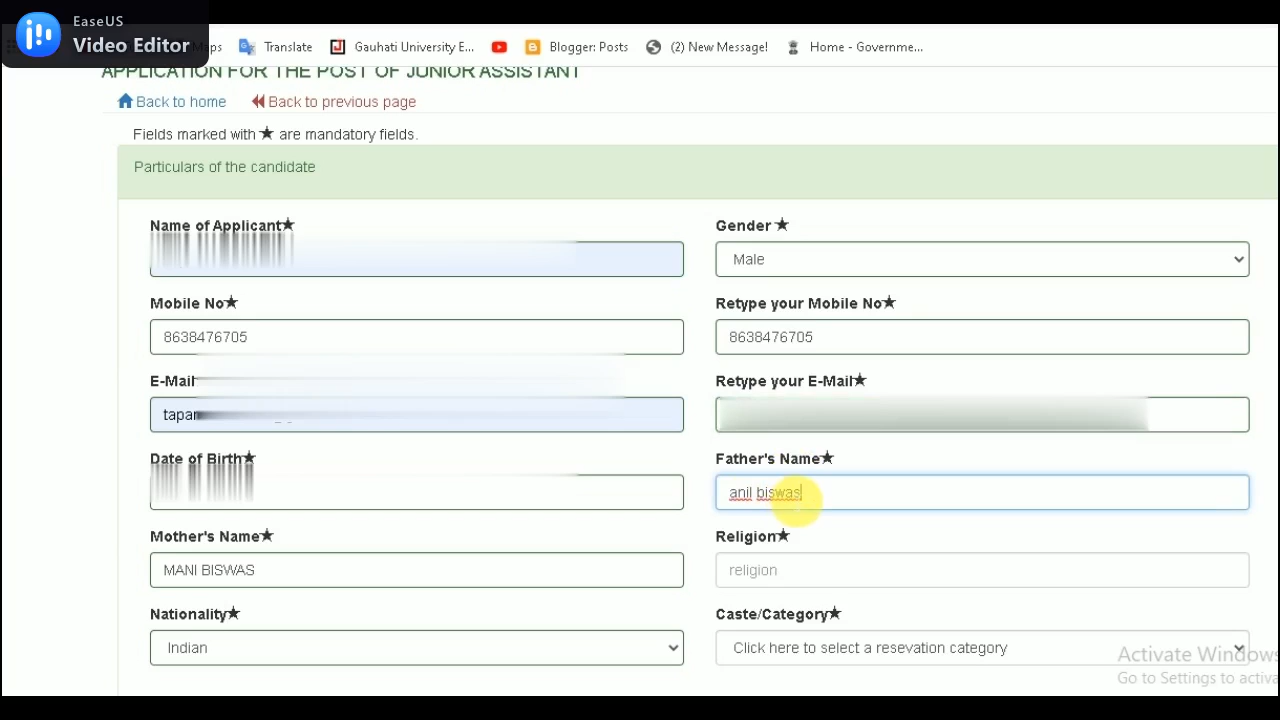 EaseUS
Video Editor
Maps
Translate
Gauhati University E...
Blogger: Posts
(2) New Message!
Home - Governme...
APPLICATION FOR THE POST OF JUNIOR ASSISTANT
Back to home
Back to previous page
Fields marked with ★ are mandatory fields.
Particulars of the candidate
Name of Applicant★
Gender ★
Male
Mobile No★
Retype your Mobile No★
8638476705
8638476705
E-Mail
Retype your E-Mail★
tapan
Date of Birth★
Father's Name★
anil biswas
Mother's Name★
Religion★
MANI BISWAS
religion
Nationality★
Caste/Category★
Indian
Click here to select a resevation category
Activate Windows
Go to Settings to activa